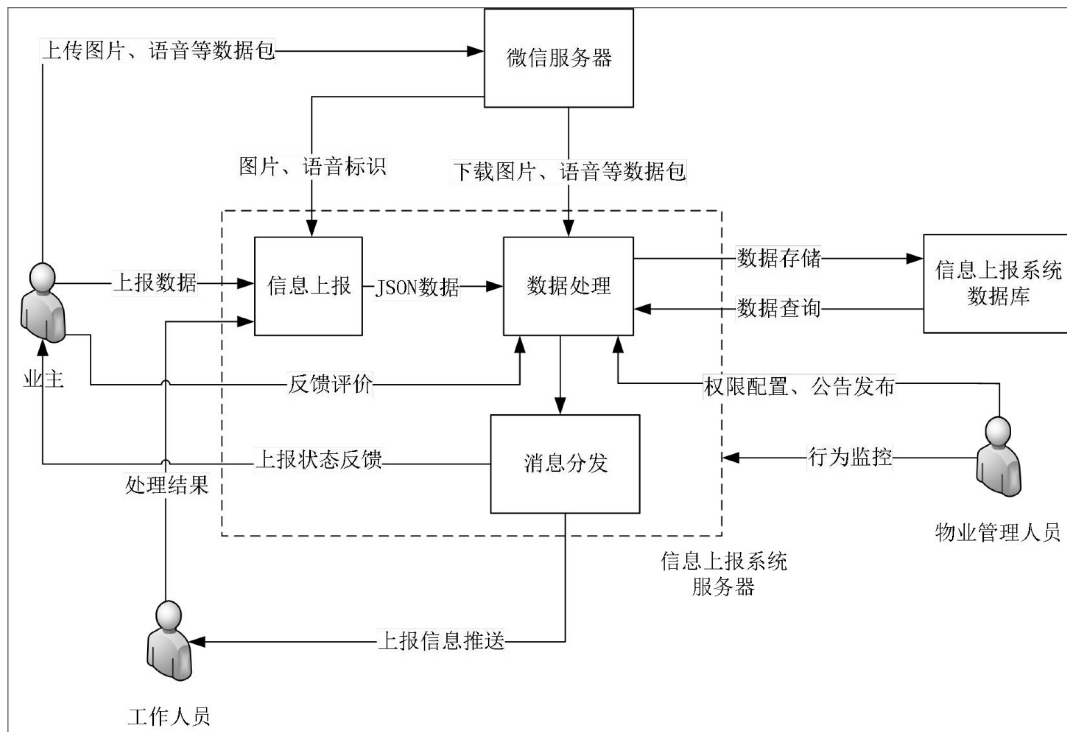 上传图片、语音等数据包
微信服务器
图片、语音标识
下载图片、语音等数据包
上报数据
信息上报
JSON数据
数据处理
数据存储
数据查询
信息上报系统
数据库
业主
反馈评价
权限配置、公告发布
上报状态反馈
消息分发
行为监控
处理结果
物业管理人员
信息上报系统
服务器
上报信息推送
工作人员